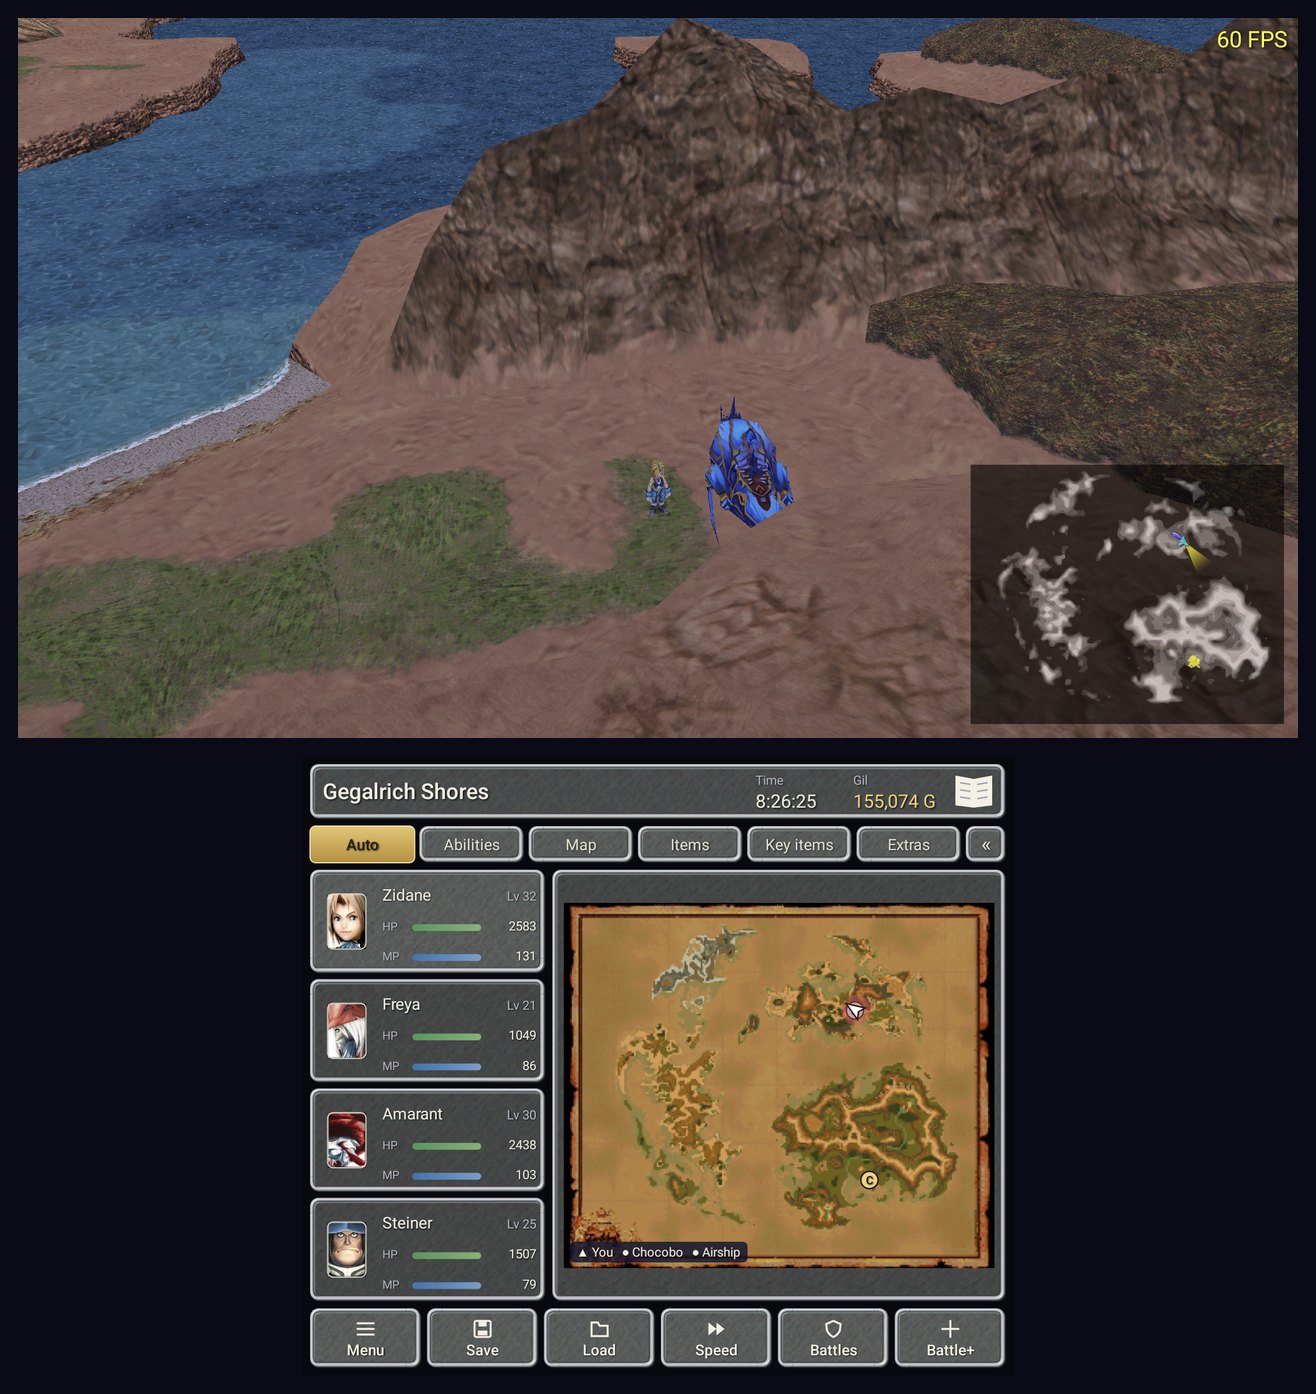 60 FPS
Gegalrich Shores
Time
8:26:25
Gil
155,074 G
Auto
Abilities
Map
Items
Key items
Extras
«
Zidane
Lv 32
HP
2583
MP
131
Freya
Lv 21
HP
1049
MP
86
Amarant
Lv 30
HP
2438
MP
103
Steiner
Lv 25
HP
1507
MP
79
C
▲ You ● Chocobo ● Airship
Menu
Save
Load
Speed
Battles
Battle+